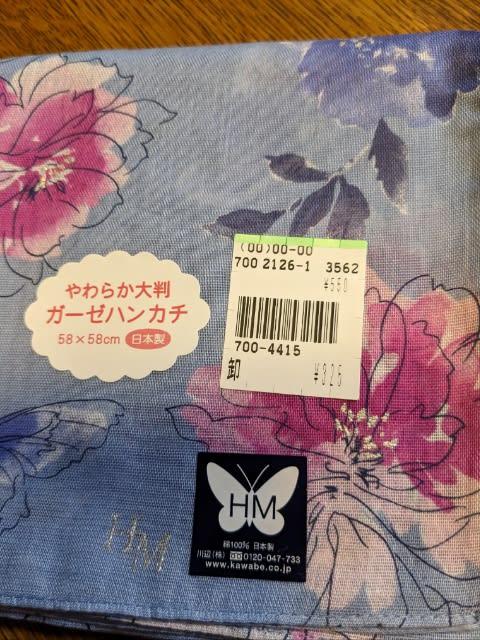 やわらか大判
ガーゼハンカチ
58×58cm 日本製
(00)00-00
700 2126-1 3562
¥550
700-4415
卸 ¥325
HM
綿100% 日本製
川辺(株) 0120-047-733
www.kawabe.co.jp
H.M